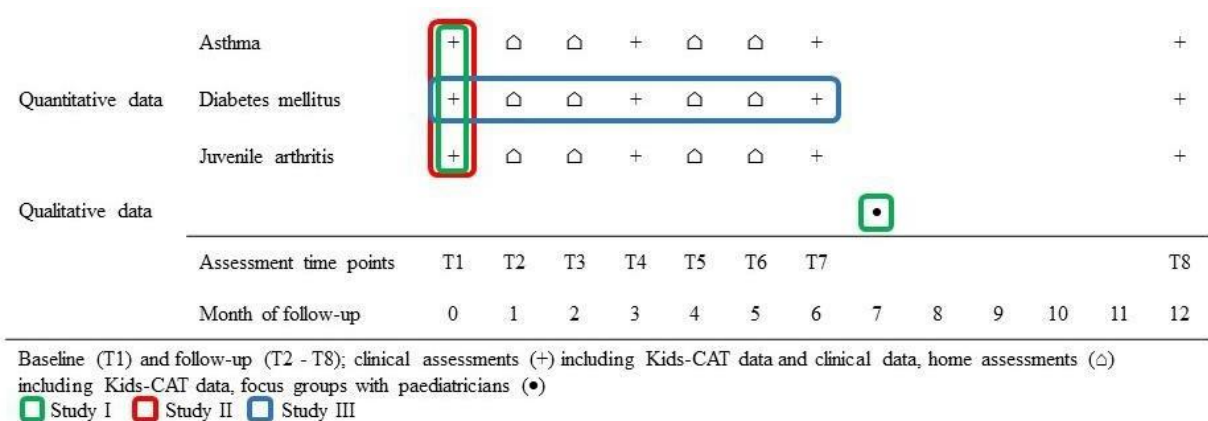 Asthma + ⌂ ⌂ + ⌂ ⌂ + +
Quantitative data Diabetes mellitus + ⌂ ⌂ + ⌂ ⌂ + +
Juvenile arthritis + ⌂ ⌂ + ⌂ ⌂ + +
Qualitative data •
Assessment time points T1 T2 T3 T4 T5 T6 T7 T8
Month of follow-up 0 1 2 3 4 5 6 7 8 9 10 11 12
Baseline (T1) and follow-up (T2 - T8); clinical assessments (+) including Kids-CAT data and clinical data, home assessments (⌂)
including Kids-CAT data, focus groups with paediatricians (•)
Study I Study II Study III